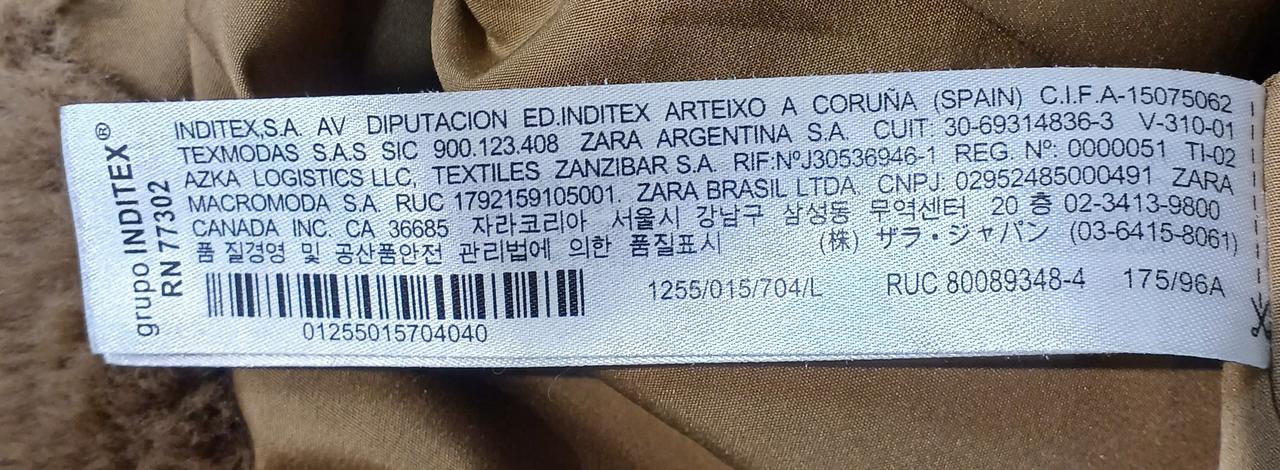 grupo INDITEX®
RN 77302
INDITEX,S.A. AV DIPUTACION ED.INDITEX ARTEIXO A CORUÑA (SPAIN) C.I.F.A-15075062
TEXMODAS S.A.S SIC 900.123.408 ZARA ARGENTINA S.A. CUIT: 30-69314836-3 V-310-01
AZKA LOGISTICS LLC, TEXTILES ZANZIBAR S.A. RIF:NºJ30536946-1 REG. Nº: 0000051 TI-02
MACROMODA S.A. RUC 1792159105001. ZARA BRASIL LTDA. CNPJ: 02952485000491 ZARA
CANADA INC. CA 36685 자라코리아 서울시 강남구 삼성동 무역센터 20 층 02-3413-9800
품 질경영 및 공산품안전 관리법에 의한 품질표시 (株) ザラ・ジャパン (03-6415-8061)
1255/015/704/L RUC 80089348-4 175/96A
01255015704040